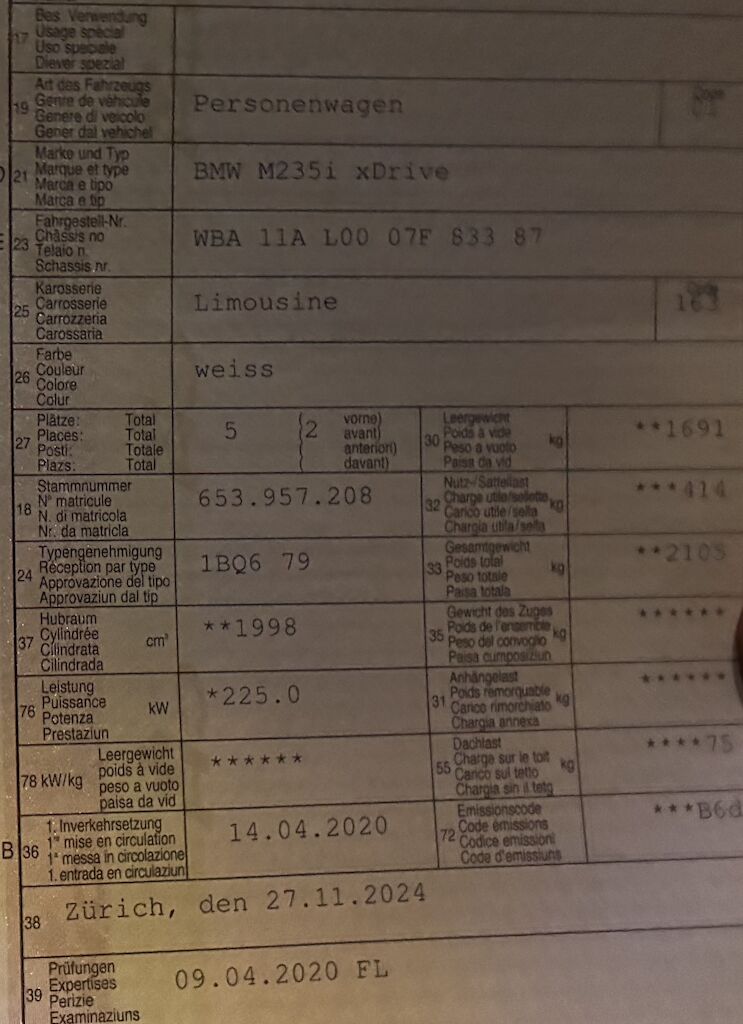 17 Bes. Verwendung
Usage spécial
Uso speciale
Diever spezial
19 Art des Fahrzeugs
Genre de véhicule
Genere di veicolo
Gener dal vehichel
Personenwagen
Code
21 Marke und Typ
Marque et type
Marca e tipo
Marca e tip
BMW M235i xDrive
23 Fahrgestell-Nr.
Châssis no
Telaio n.
Schassis nr.
WBA 11A L00 07F 833 87
25 Karosserie
Carrosserie
Carrozzeria
Carossaria
Limousine
163
26 Farbe
Couleur
Colore
Colur
weiss
27 Plätze: Total
Places: Total
Posti: Totale
Plazs: Total
5 (2 vorne)
( avant)
( anteriori)
( davant)
30 Leergewicht
Poids à vide
Peso a vuoto
Paisa da vid
kg
**1691
18 Stammnummer
N° matricule
N. di matricola
Nr. da matricla
653.957.208
32 Nutz-/Sattellast
Charge utile/sellette
Carico utile/sella
Chargia utila/sella
kg
***414
24 Typengenehmigung
Réception par type
Approvazione del tipo
Approvaziun dal tip
1BQ6 79
33 Gesamtgewicht
Poids total
Peso totale
Paisa totala
kg
**2105
37 Hubraum
Cylindrée
Cilindrata
Cilindrada
cm³
**1998
35 Gewicht des Zuges
Poids de l'ensemble
Peso del convoglio
Paisa cumposiziun
kg
******
76 Leistung
Puissance
Potenza
Prestaziun
kW
*225.0
31 Anhängelast
Poids remorquable
Carico rimorchiato
Chargia annexa
kg
******
78 kW/kg
Leergewicht
poids à vide
peso a vuoto
paisa da vid
******
55 Dachlast
Charge sur le toit
Carico sul tetto
Chargia sin il tetg
kg
****75
B 36 1. Inverkehrsetzung
1re mise en circulation
1a messa in circolazione
1. entrada en circulaziun
14.04.2020
72 Emissionscode
Code émissions
Codice emissioni
Code d'emissiuns
***B6d
38 Zürich, den 27.11.2024
39 Prüfungen
Expertises
Perizie
Examinaziuns
09.04.2020 FL